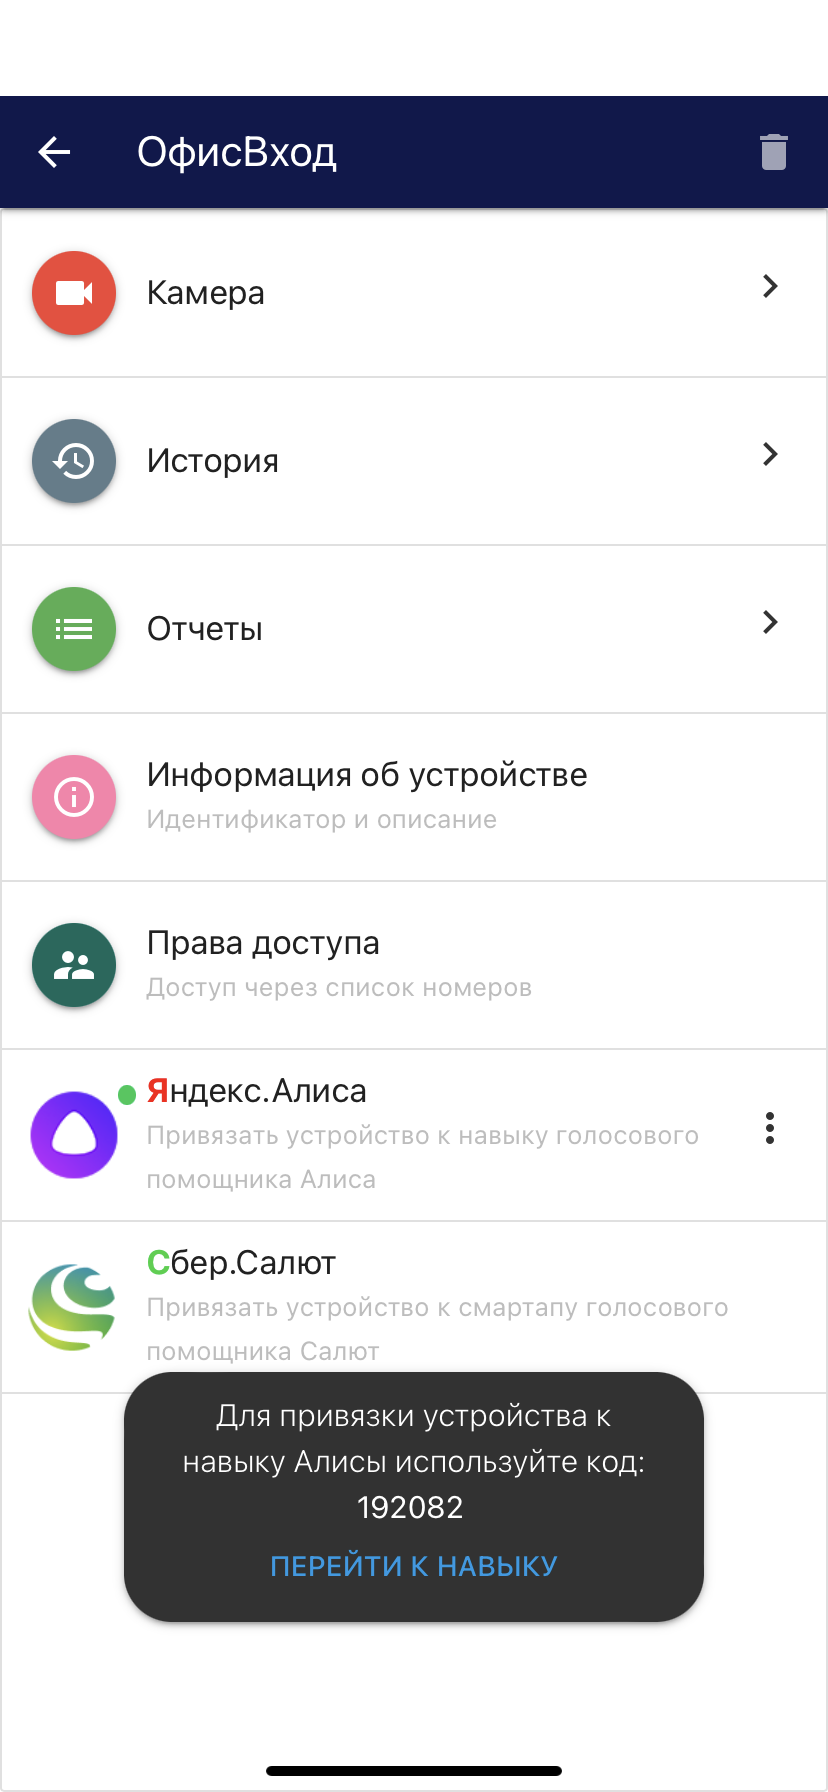 ОфисВход
Камера
История
Отчеты
Информация об устройстве
Идентификатор и описание
Права доступа
Доступ через список номеров
Яндекс.Алиса
Привязать устройство к навыку голосового
помощника Алиса
Сбер.Салют
Привязать устройство к смартапу голосового
помощника Салют
Для привязки устройства к
навыку Алисы используйте код:
192082
ПЕРЕЙТИ К НАВЫКУ